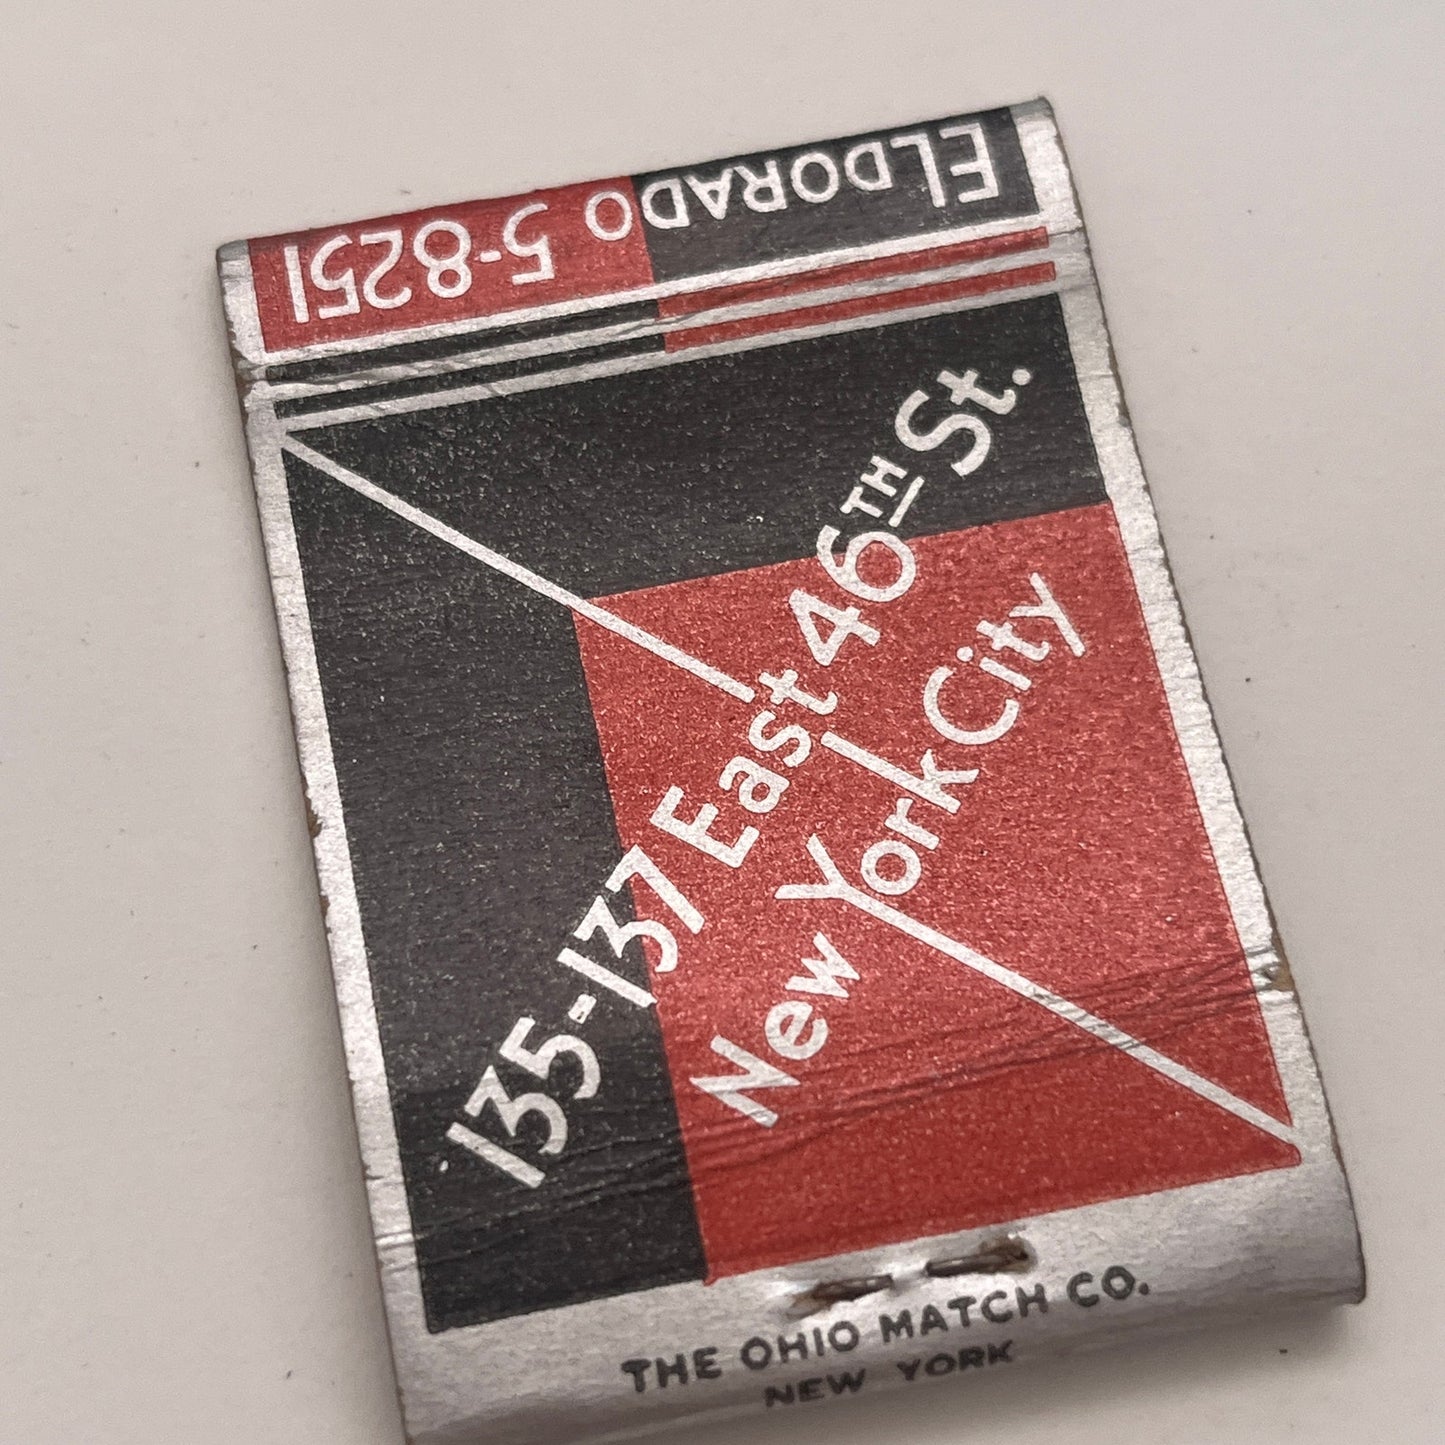 ELDORADO 5-8251
135-137 East 46TH St.
New York City
THE OHIO MATCH CO.
NEW YORK